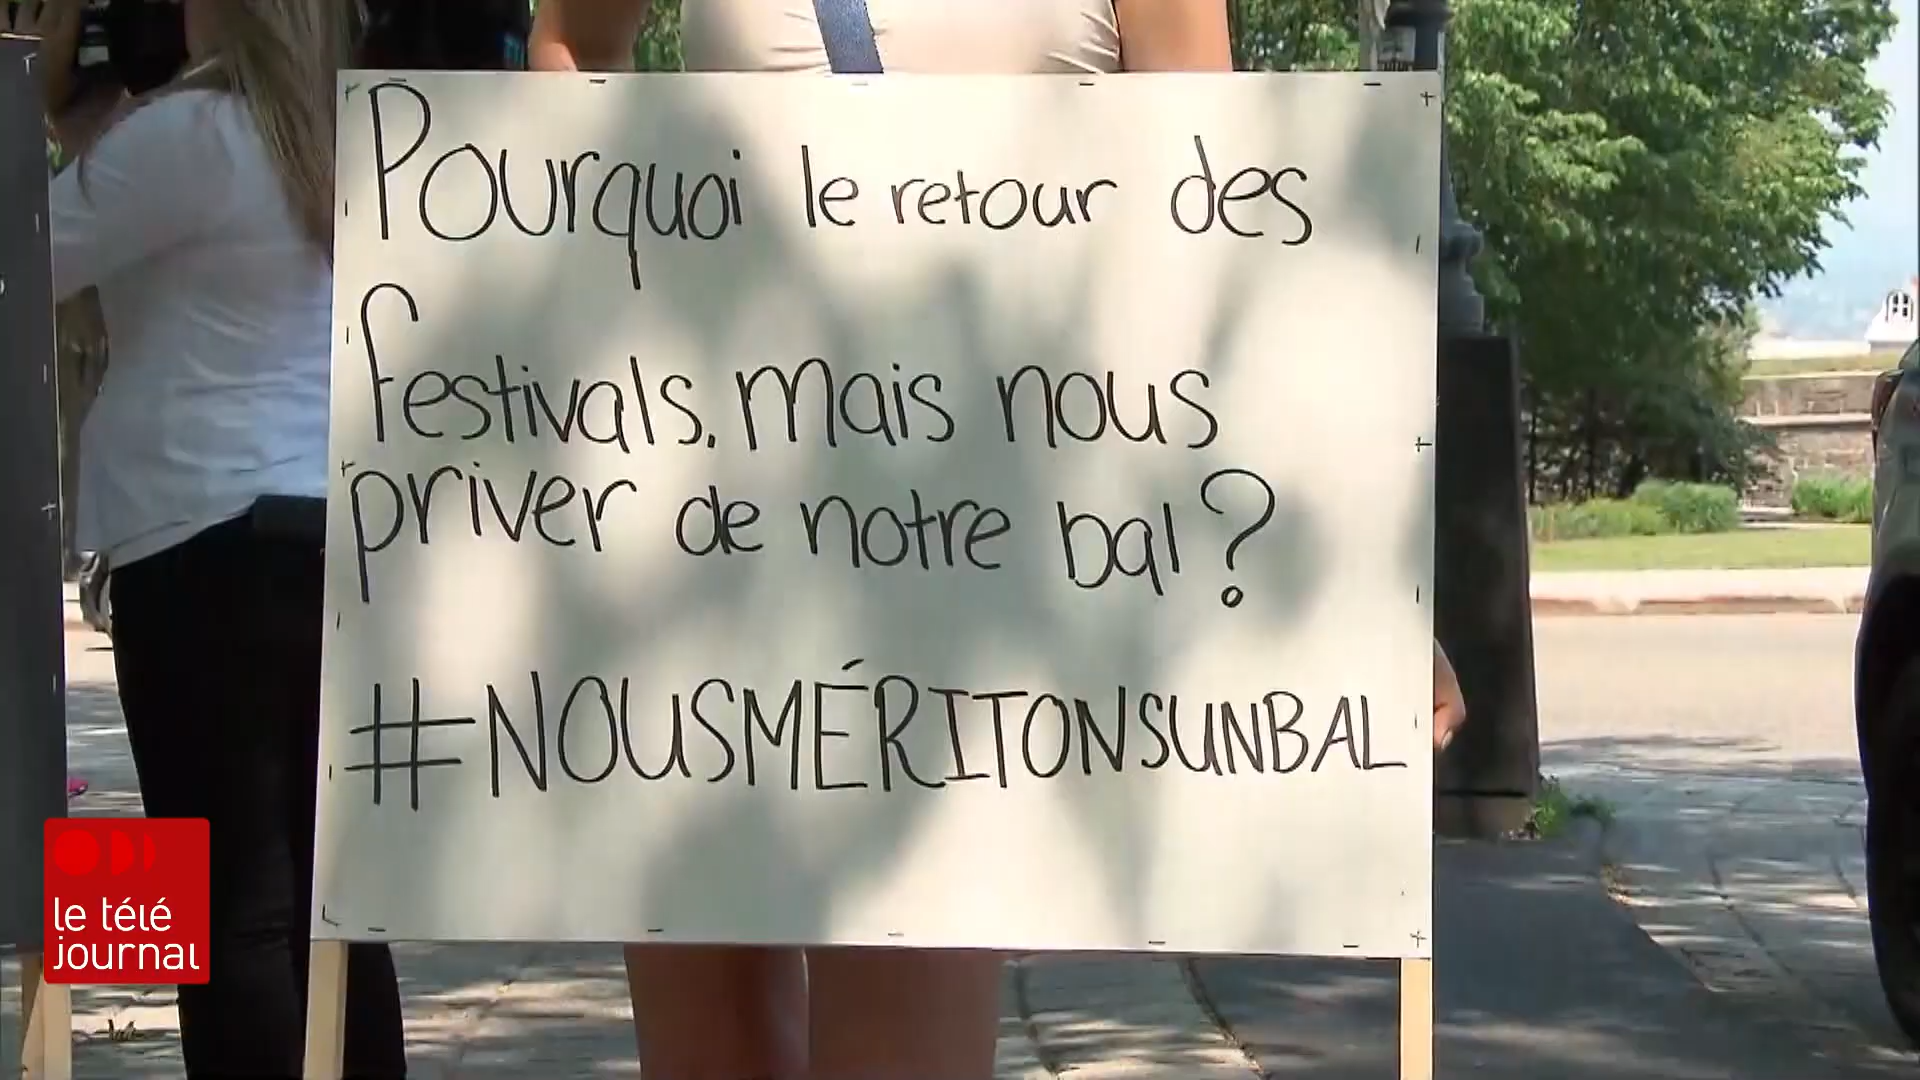 Pourquoi le retour des
festivals, mais nous
priver de notre bal?
#NOUSMÉRITONSUNBAL
le télé
journal